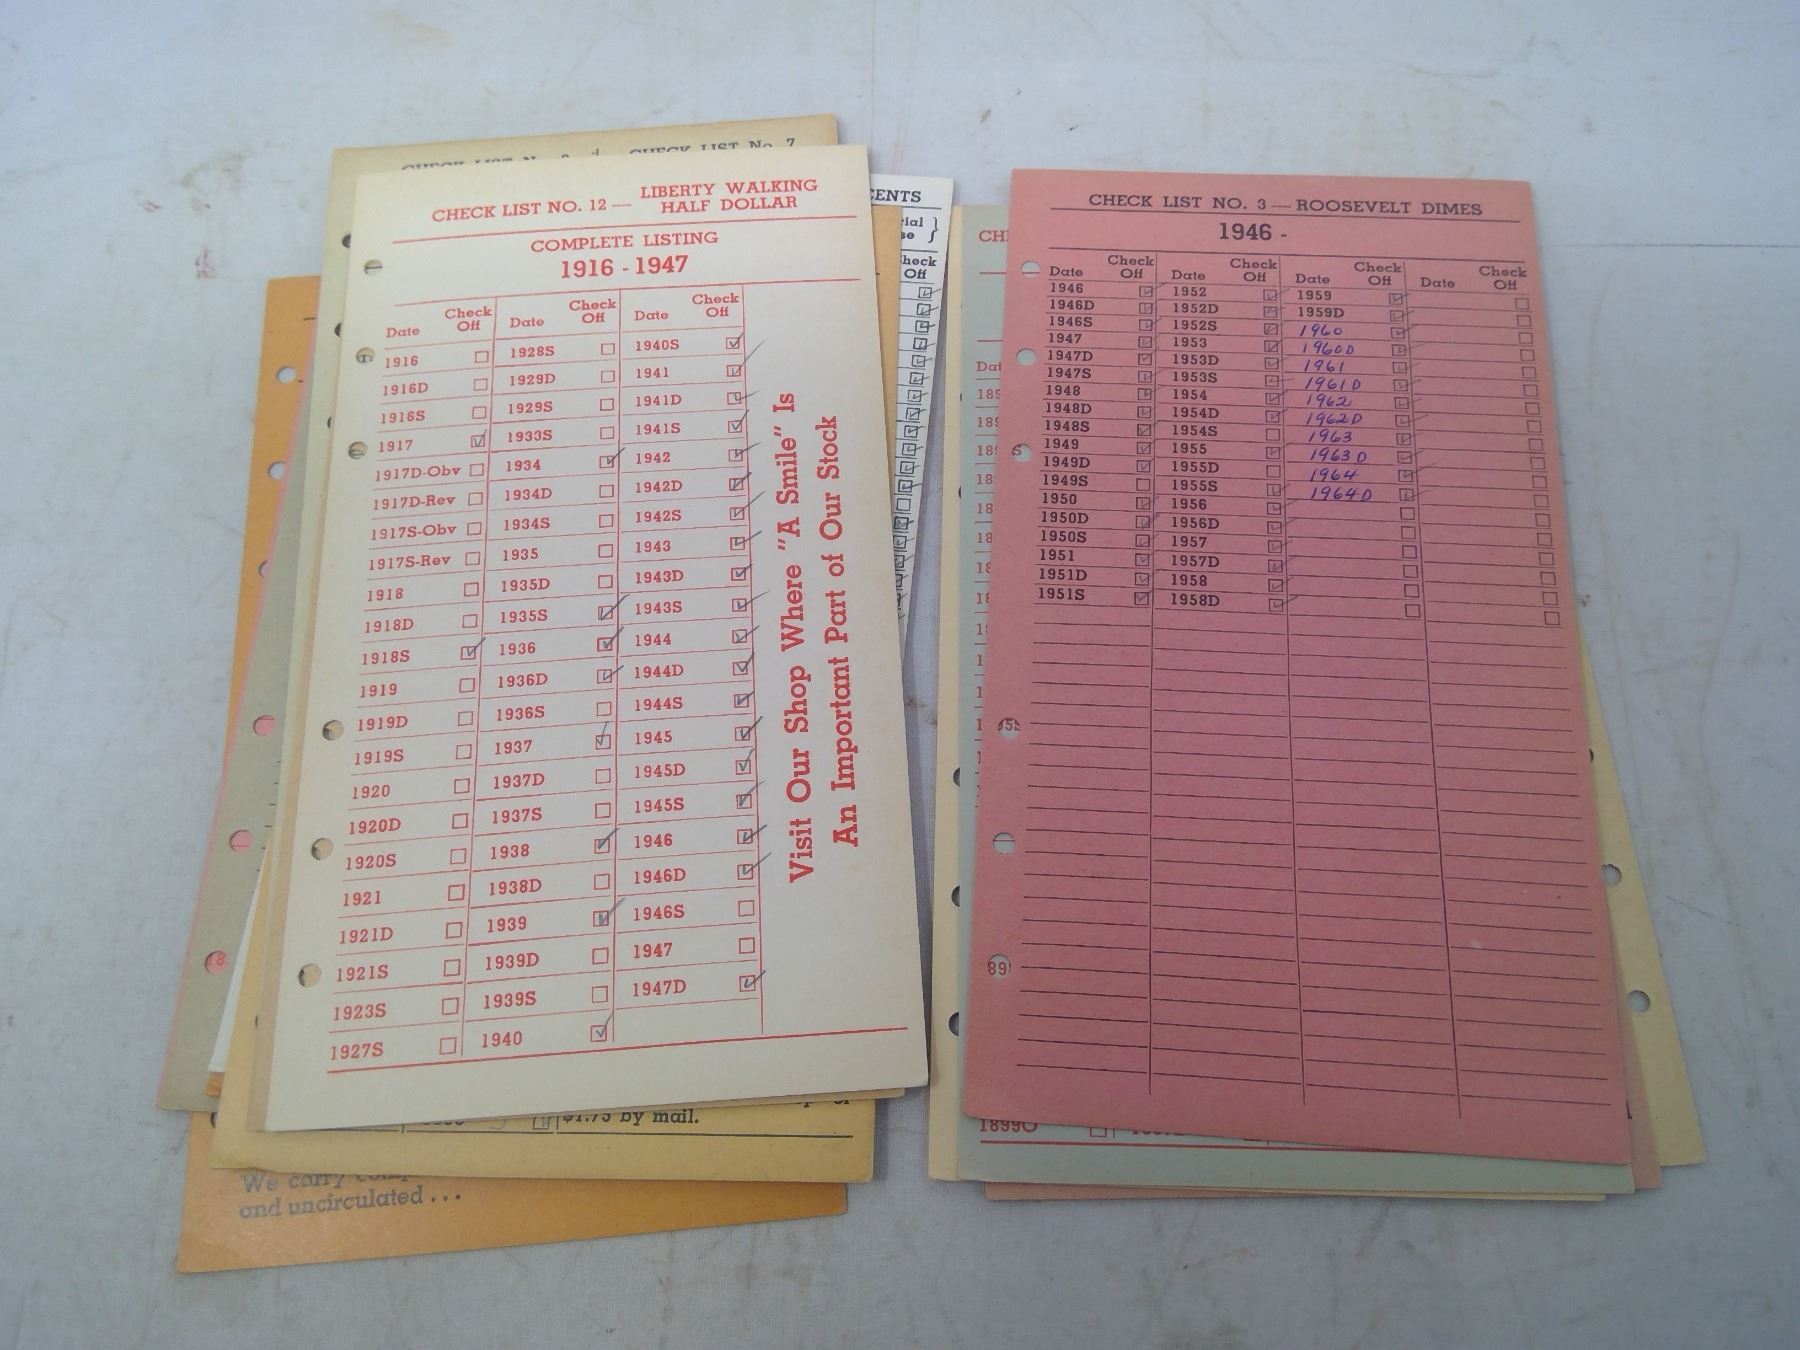 CHECK LIST No. 7
CHECK LIST NO. 12 — LIBERTY WALKING
HALF DOLLAR
COMPLETE LISTING
1916 - 1947
Date Check Off Date Check Off Date Check Off
1916 1928S 1940S
1916D 1929D 1941
1916S 1929S 1941D
1917 1933S 1941S
1917D-Obv 1934 1942
1917D-Rev 1934D 1942D
1917S-Obv 1934S 1942S
1917S-Rev 1935 1943
1918 1935D 1943D
1918D 1935S 1943S
1918S 1936 1944
1919 1936D 1944D
1919D 1936S 1944S
1919S 1937 1945
1920 1937D 1945D
1920D 1937S 1945S
1920S 1938 1946
1921 1938D 1946D
1921D 1939 1946S
1921S 1939D 1947
1923S 1939S 1947D
1927S 1940
Visit Our Shop Where "A Smile" Is
An Important Part of Our Stock
$1.75 by mail.
We carry
and uncirculated...
CENTS
Check
Off
CHECK LIST NO. 3 — ROOSEVELT DIMES
1946 -
Date Check Off Date Check Off Date Check Off Date Check Off
1946 1952 1959
1946D 1952D 1959D
1946S 1952S 1960
1947 1953 1960D
1947D 1953D 1961
1947S 1953S 1961D
1948 1954 1962
1948D 1954D 1962D
1948S 1954S 1963
1949 1955 1963D
1949D 1955D 1964
1949S 1955S 1964D
1950 1956
1950D 1956D
1950S 1957
1951 1957D
1951D 1958
1951S 1958D
1899O